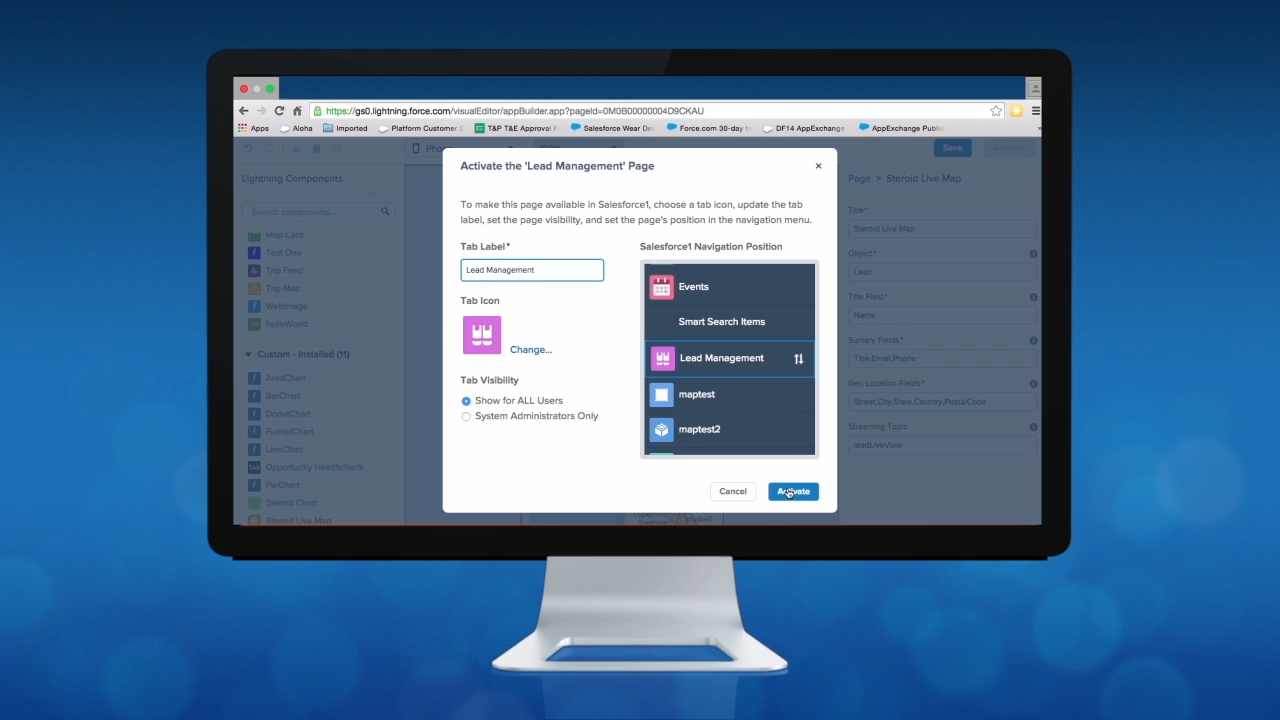 https://gs0.lightning.force.com/visualEditor/appBuilder.app?pageId=0M0B00000004D9CKAU
Apps Aloha Imported Platform Customer S T&P T&E Approval F Salesforce Wear Dev Force.com 30-day tr DF14 AppExchange AppExchange Publis
Phone 100% Save Activate
Lightning Components
Search components...
Map Card
Test One
Trip Feed
Trip Map
WebImage
helloWorld
Custom - Installed (11)
AreaChart
BarChart
DonutChart
FunnelChart
LineChart
Opportunity Healthcheck
PieChart
Steroid Chart
Steroid Live Map
Activate the 'Lead Management' Page
×
To make this page available in Salesforce1, choose a tab icon, update the tab
label, set the page visibility, and set the page's position in the navigation menu.
Tab Label*
Lead Management
Tab Icon
Change...
Tab Visibility
Show for ALL Users
System Administrators Only
Salesforce1 Navigation Position
Events
Smart Search Items
Lead Management
maptest
maptest2
Cancel Activate
Campbell
Page > Steroid Live Map
Title*
Steroid Live Map
Object*
Lead
Title Field*
Name
Sumary Fields*
Title,Email,Phone
Geo Location Fields*
Street,City,State,Country,PostalCode
Streaming Topic
leadLiveView